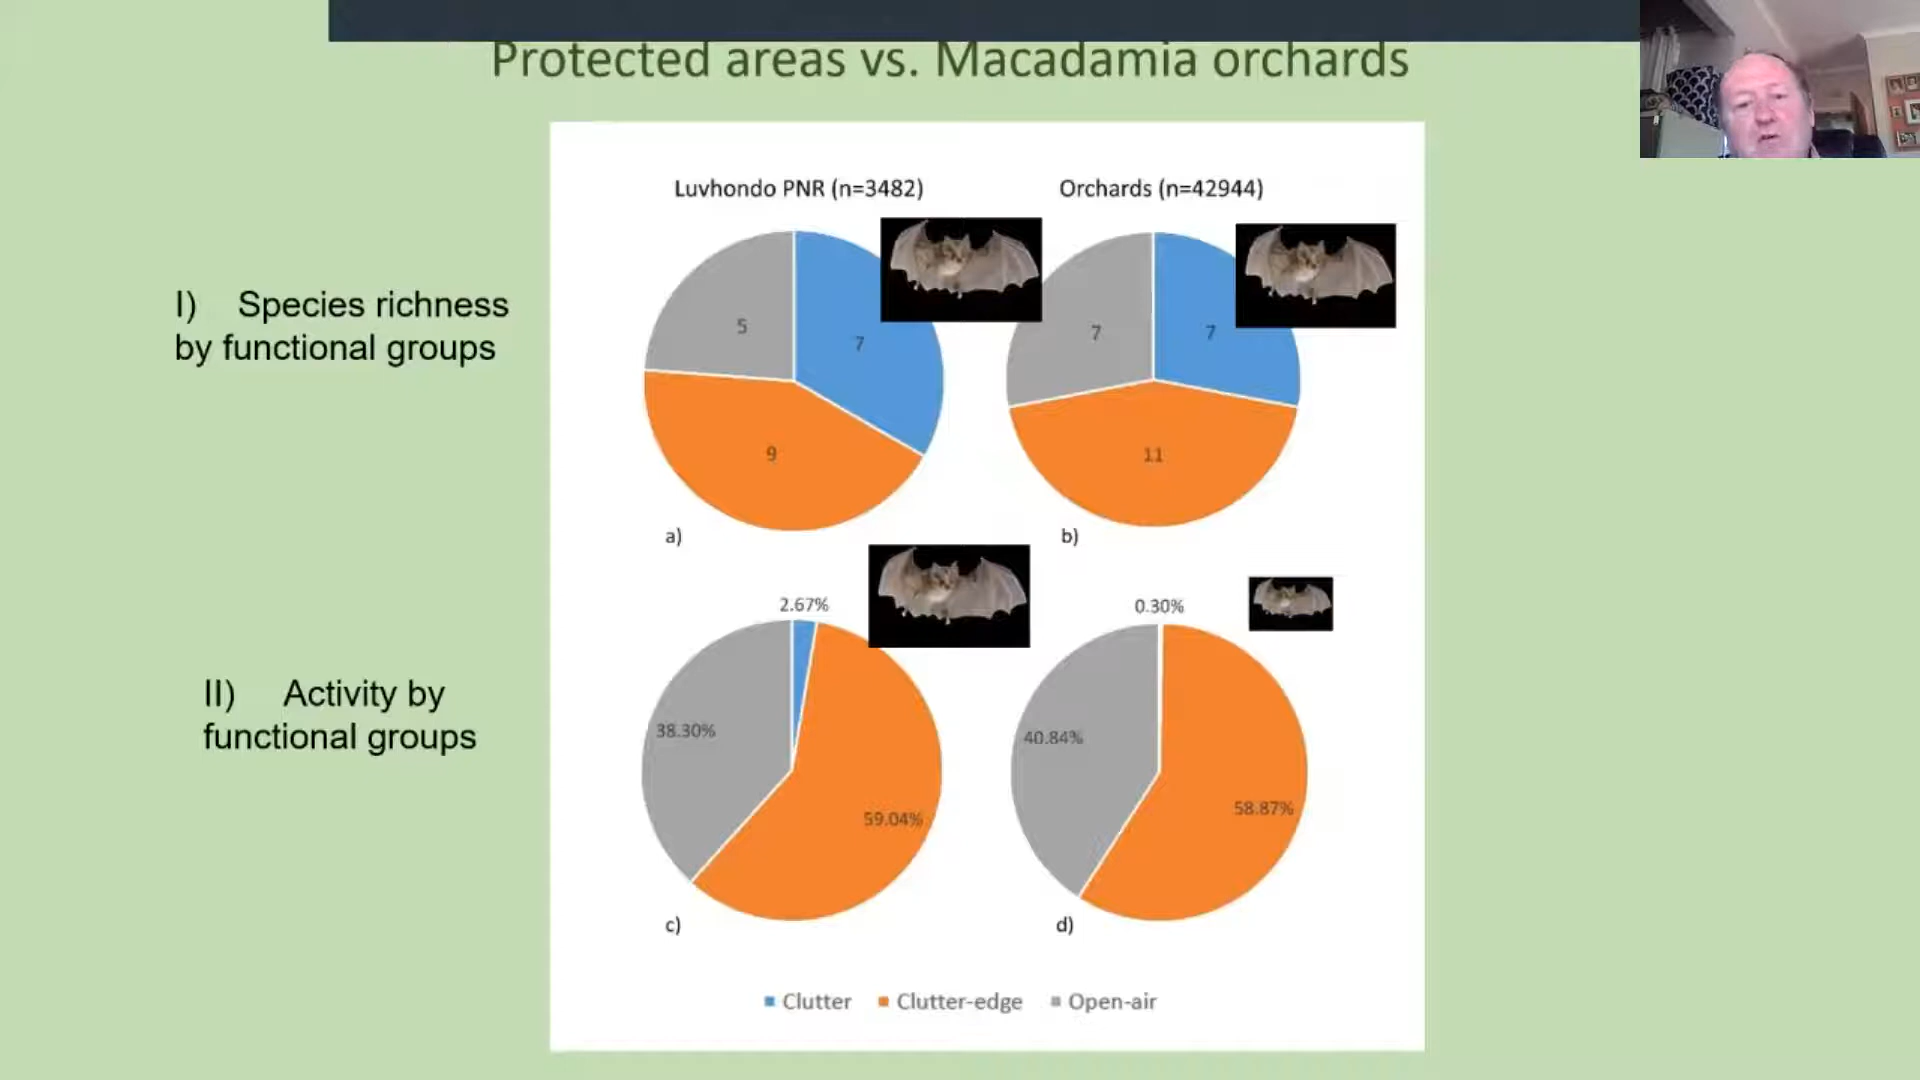 Protected areas vs. Macadamia orchards
Luvhondo PNR (n=3482)
Orchards (n=42944)
I) Species richness
by functional groups
5
7
9
7
7
11
a)
b)
II) Activity by
functional groups
2.67%
38.30%
59.04%
0.30%
40.84%
58.87%
c)
d)
Clutter
Clutter-edge
Open-air